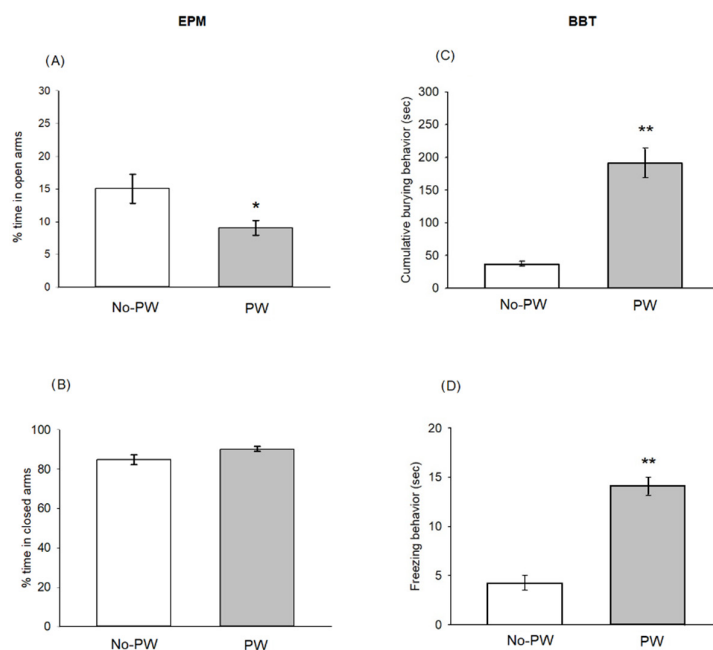 EPM
BBT
(A)
30
25
20
15
10
5
0
% time in open arms
*
No-PW
PW
(C)
300
250
200
150
100
50
0
Cumulative burying behavior (sec)
**
No-PW
PW
(B)
100
80
60
40
20
0
% time in closed arms
No-PW
PW
(D)
20
15
10
5
0
Freezing behavior (sec)
**
No-PW
PW